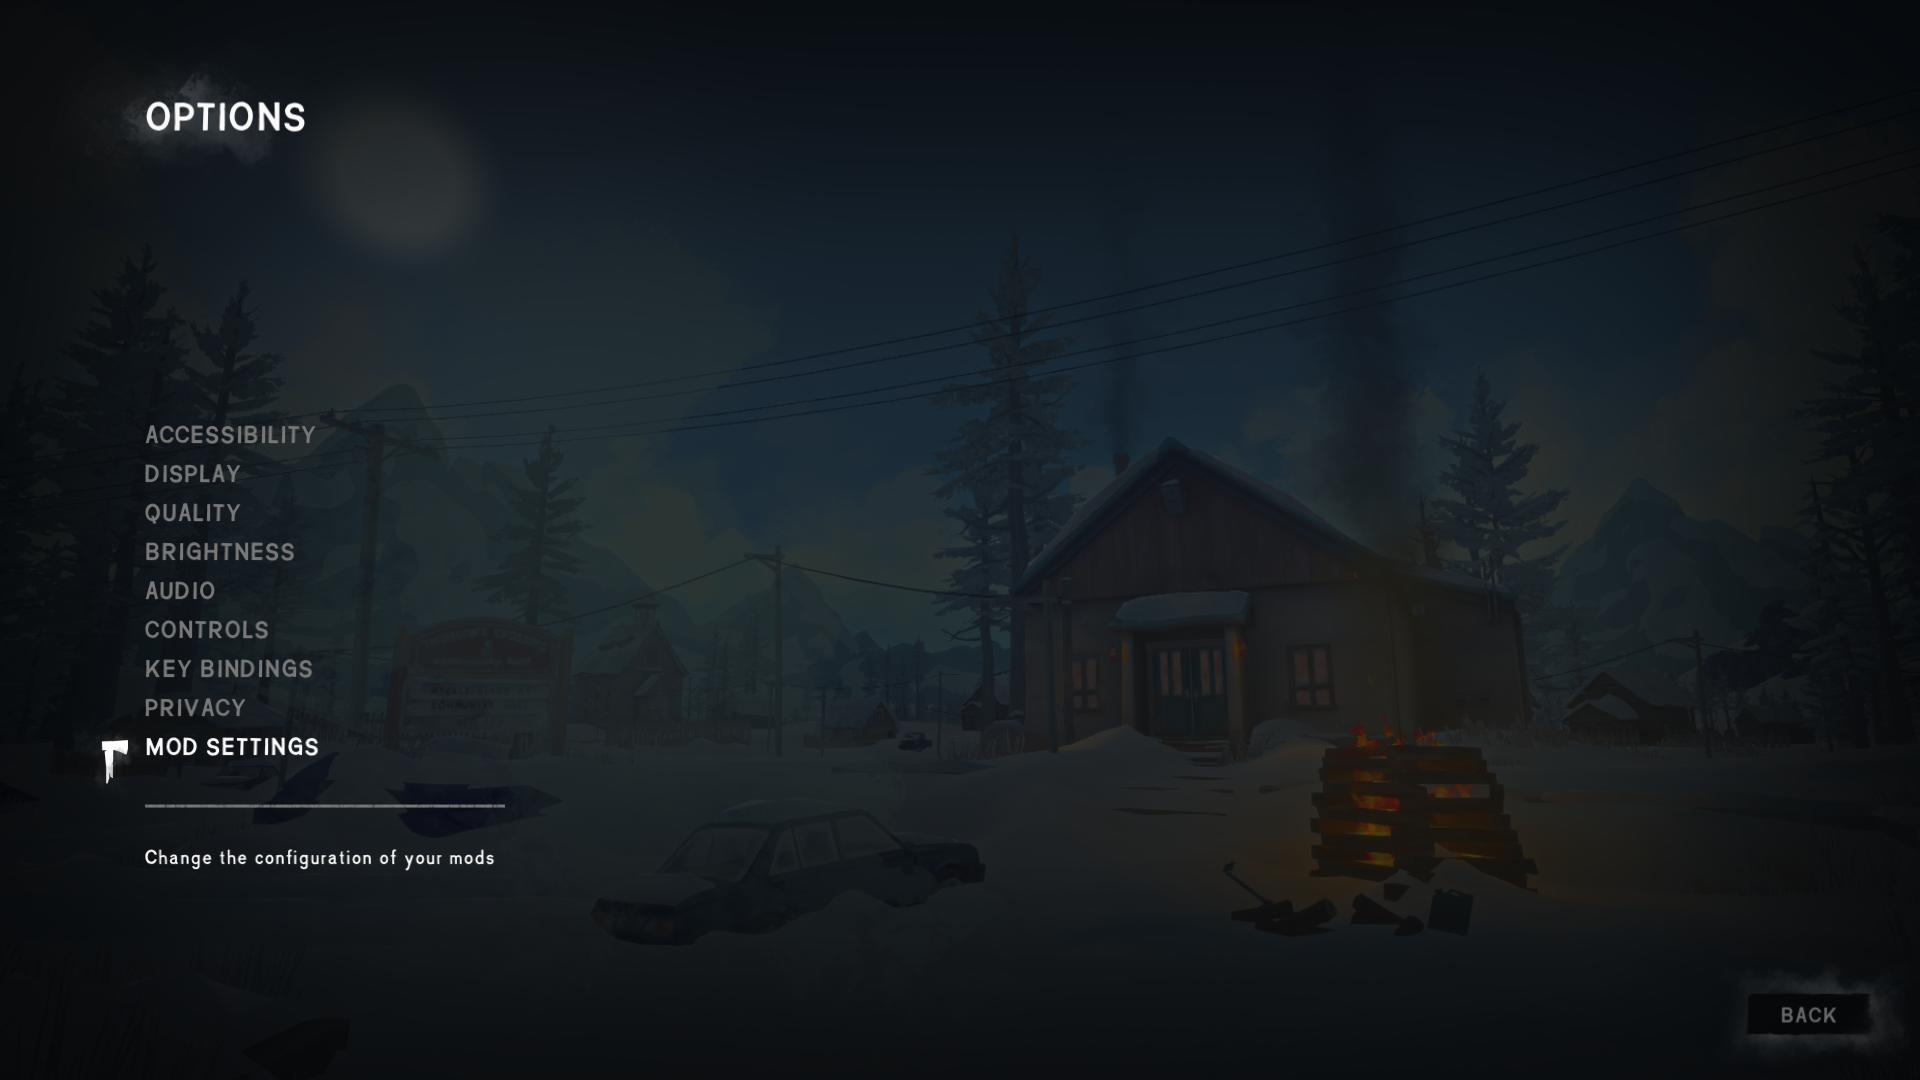 OPTIONS
ACCESSIBILITY
DISPLAY
QUALITY
BRIGHTNESS
AUDIO
CONTROLS
KEY BINDINGS
PRIVACY
MOD SETTINGS
Change the configuration of your mods
BACK